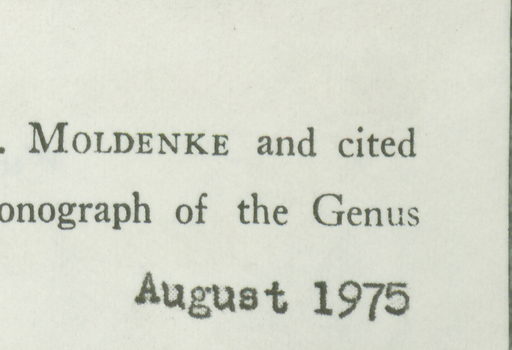 . MOLDENKE and cited
onograph of the Genus
August 1975